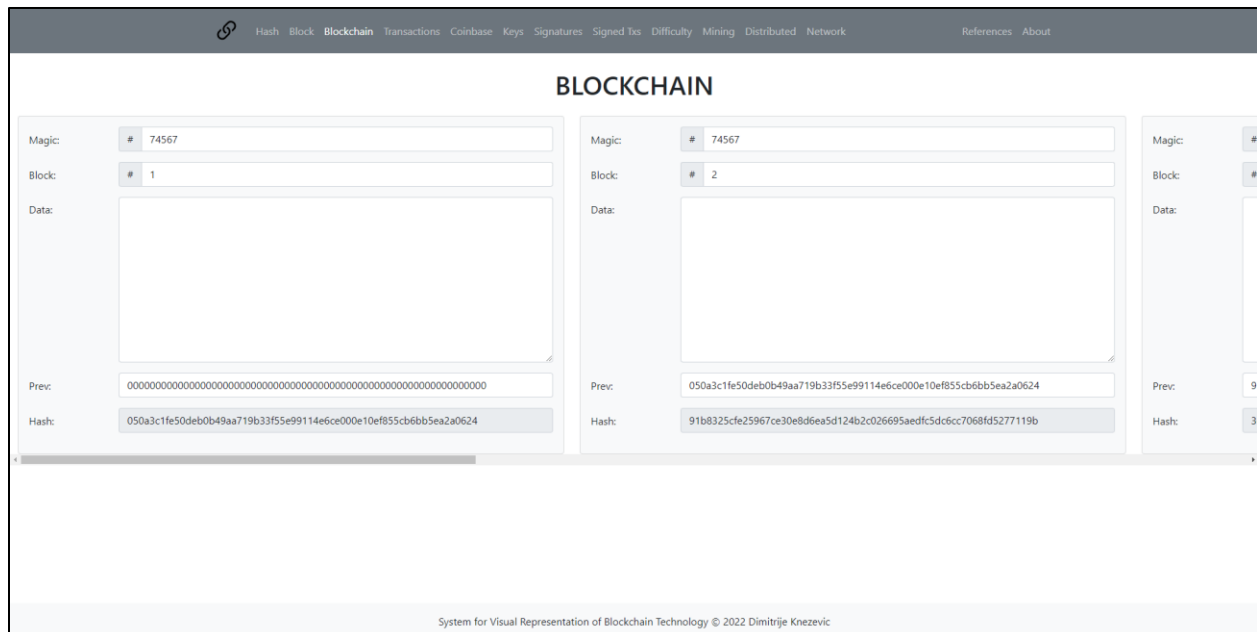 Hash Block Blockchain Transactions Coinbase Keys Signatures Signed Txs Difficulty Mining Distributed Network References About
BLOCKCHAIN
Magic: # 74567
Block: # 1
Data:
Prev: 0000000000000000000000000000000000000000000000000000000000000000
Hash: 050a3c1fe50deb0b49aa719b33f55e99114e6ce000e10ef855cb6bb5ea2a0624
Magic: # 74567
Block: # 2
Data:
Prev: 050a3c1fe50deb0b49aa719b33f55e99114e6ce000e10ef855cb6bb5ea2a0624
Hash: 91b8325cfe25967ce30e8d6ea5d124b2c026695aedfc5dc6cc7068fd5277119b
Magic: #
Block: #
Data:
Prev: 9
Hash: 3
System for Visual Representation of Blockchain Technology © 2022 Dimitrije Knezevic